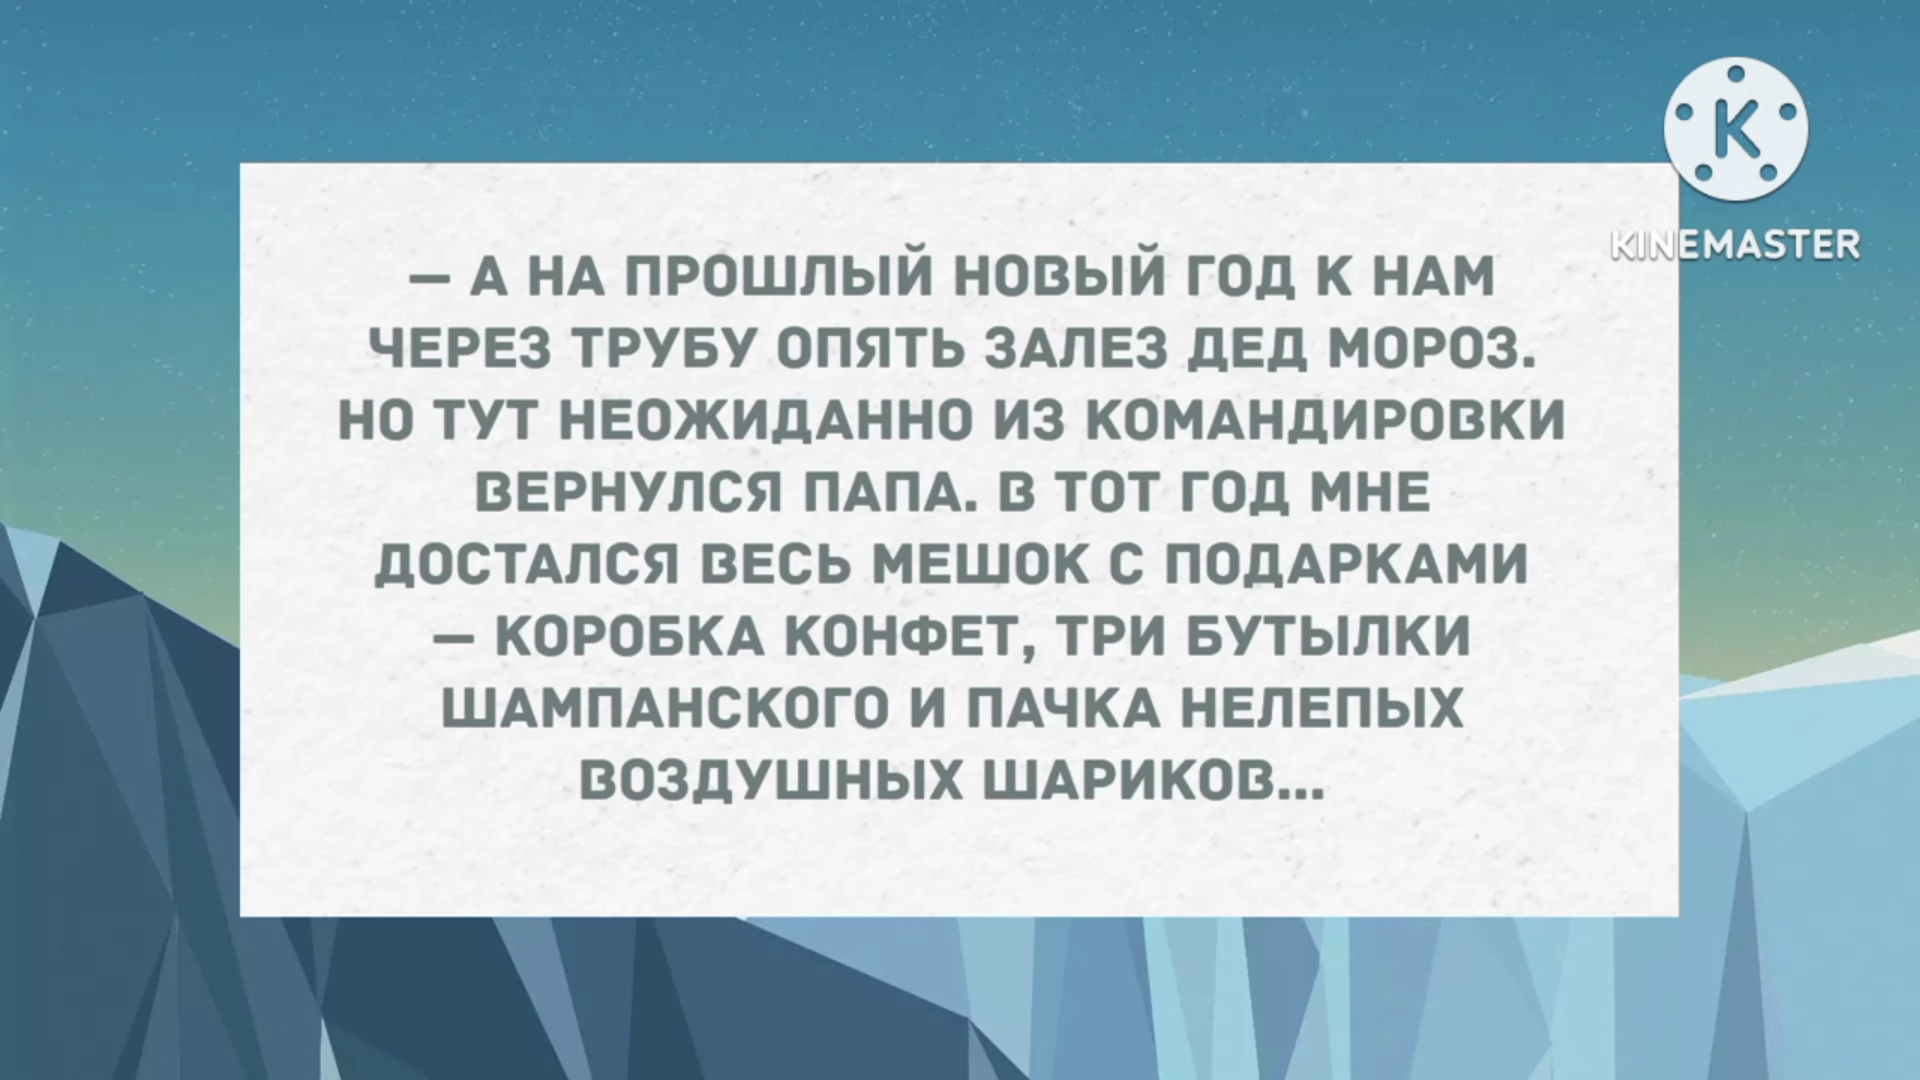 — А НА ПРОШЛЫЙ НОВЫЙ ГОД К НАМ
ЧЕРЕЗ ТРУБУ ОПЯТЬ ЗАЛЕЗ ДЕД МОРОЗ.
НО ТУТ НЕОЖИДАННО ИЗ КОМАНДИРОВКИ
ВЕРНУЛСЯ ПАПА. В ТОТ ГОД МНЕ
ДОСТАЛСЯ ВЕСЬ МЕШОК С ПОДАРКАМИ
— КОРОБКА КОНФЕТ, ТРИ БУТЫЛКИ
ШАМПАНСКОГО И ПАЧКА НЕЛЕПЫХ
ВОЗДУШНЫХ ШАРИКОВ...
K
KINEMASTER